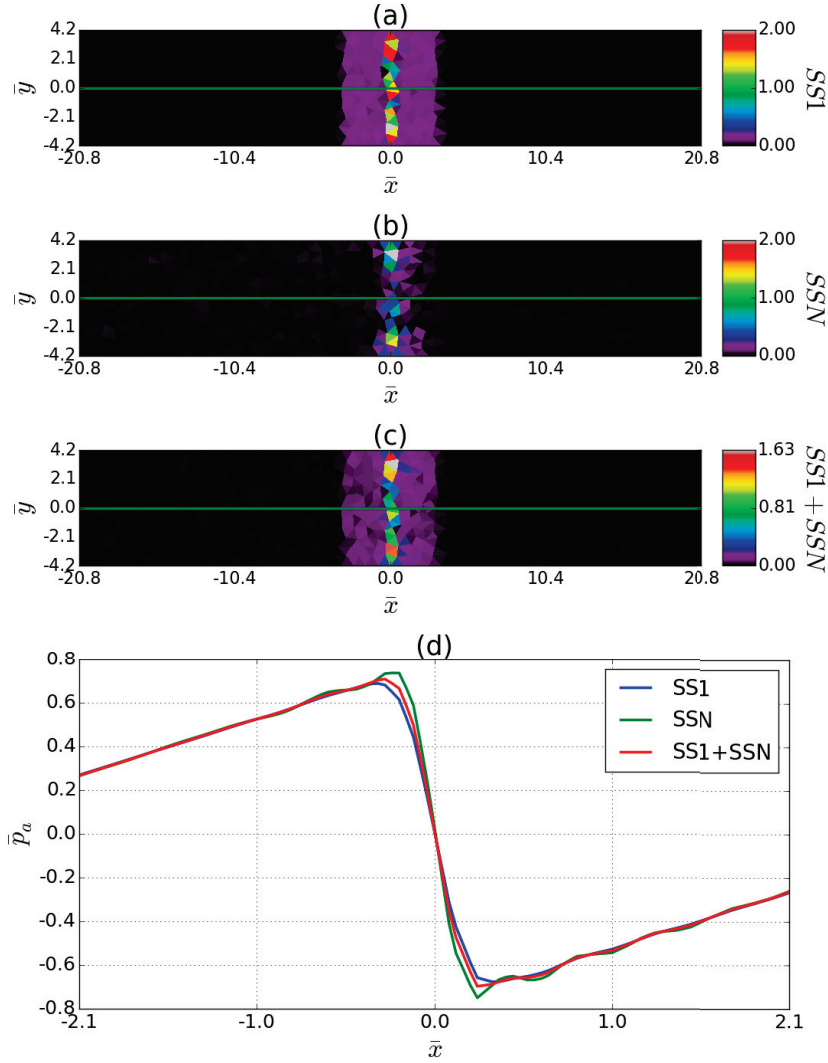 (a)
4.2
2.1
0.0
-2.1
-4.2
ȳ
-20.8 -10.4 0.0 10.4 20.8
x̄
2.00
1.00
0.00
SS1
(b)
4.2
2.1
0.0
-2.1
-4.2
ȳ
-20.8 -10.4 0.0 10.4 20.8
x̄
2.00
1.00
0.00
SSN
(c)
4.2
2.1
0.0
-2.1
-4.2
ȳ
-20.8 -10.4 0.0 10.4 20.8
x̄
1.63
0.81
0.00
SS1 + SSN
(d)
0.8
0.6
0.4
0.2
0.0
-0.2
-0.4
-0.6
-0.8
p̄ₐ
SS1
SSN
SS1+SSN
-2.1 -1.0 0.0 1.0 2.1
x̄